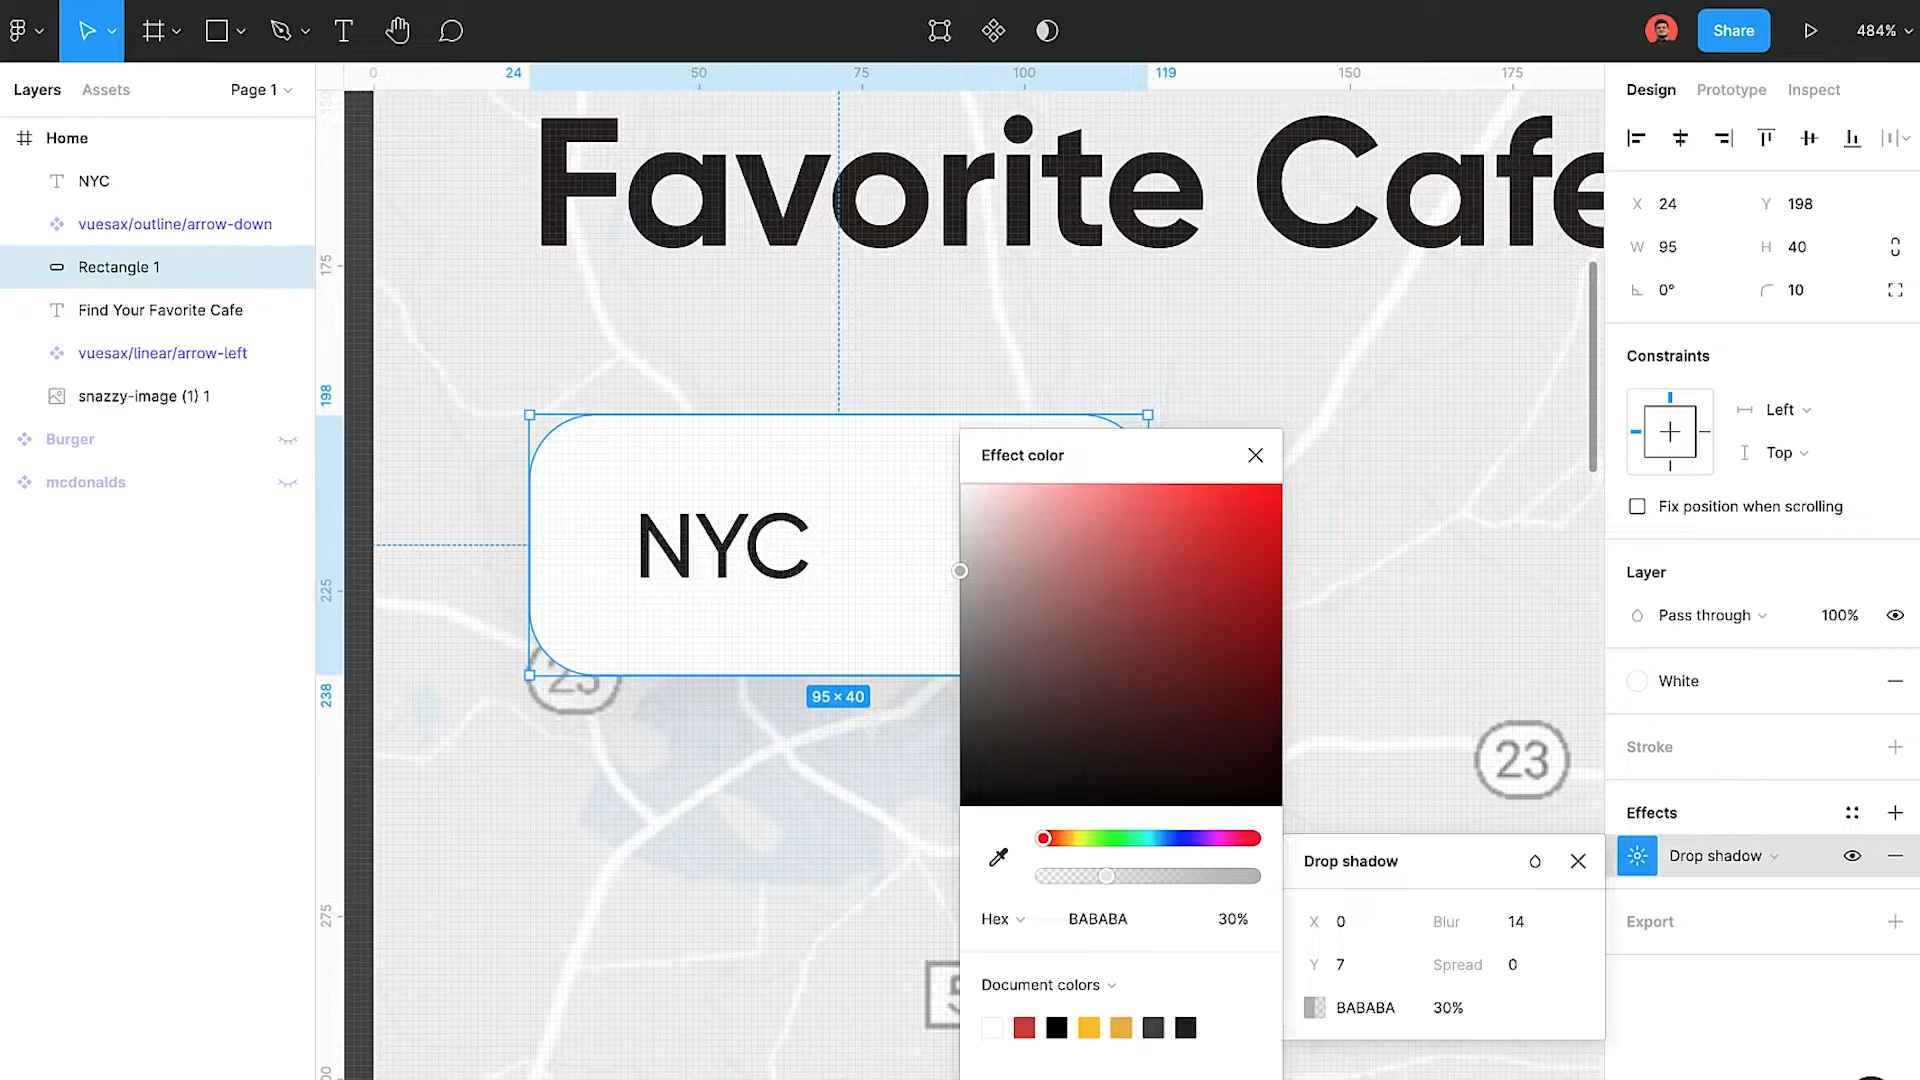 Share
484%
Layers
Assets
Page 1
0
24
50
75
100
119
150
175
Design
Prototype
Inspect
Home
NYC
vuesax/outline/arrow-down
Rectangle 1
Find Your Favorite Cafe
vuesax/linear/arrow-left
snazzy-image (1) 1
Burger
mcdonalds
150
175
198
225
238
275
Favorite Cafe
NYC
23
95 × 40
23
5
Effect color
Hex
BABABA
30%
Document colors
Drop shadow
X 0
Blur 14
Y 7
Spread 0
BABABA
30%
X 24
Y 198
W 95
H 40
0°
10
Constraints
Left
Top
Fix position when scrolling
Layer
Pass through
100%
White
Stroke
Effects
Drop shadow
Export